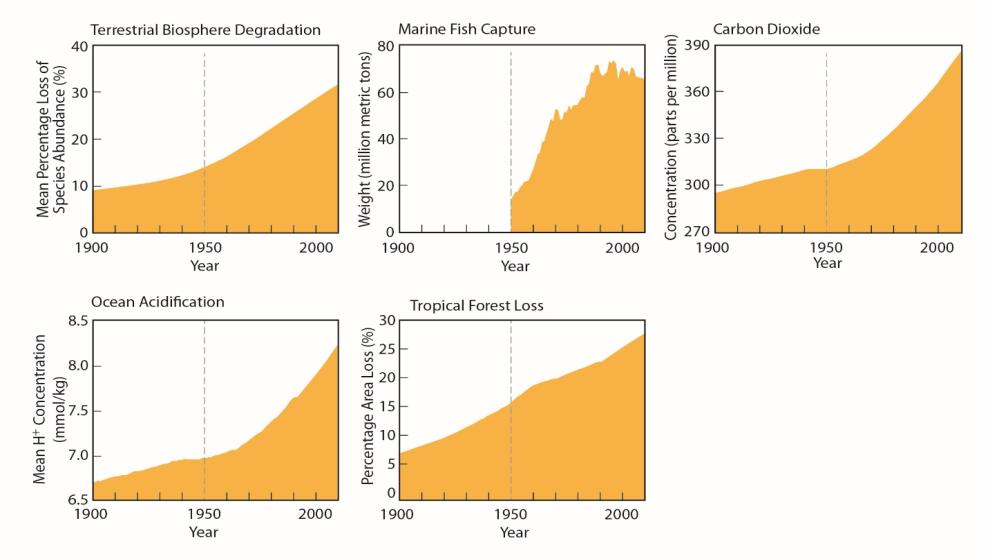 Terrestrial Biosphere Degradation
Mean Percentage Loss of
Species Abundance (%)
40
30
20
10
0
1900
1950
2000
Year
Marine Fish Capture
Weight (million metric tons)
80
60
40
20
0
1900
1950
2000
Year
Carbon Dioxide
Concentration (parts per million)
390
360
330
300
270
1900
1950
2000
Year
Ocean Acidification
Mean H⁺ Concentration
(mmol/kg)
8.5
8.0
7.5
7.0
6.5
1900
1950
2000
Year
Tropical Forest Loss
Percentage Area Loss (%)
30
25
20
15
10
5
0
1900
1950
2000
Year